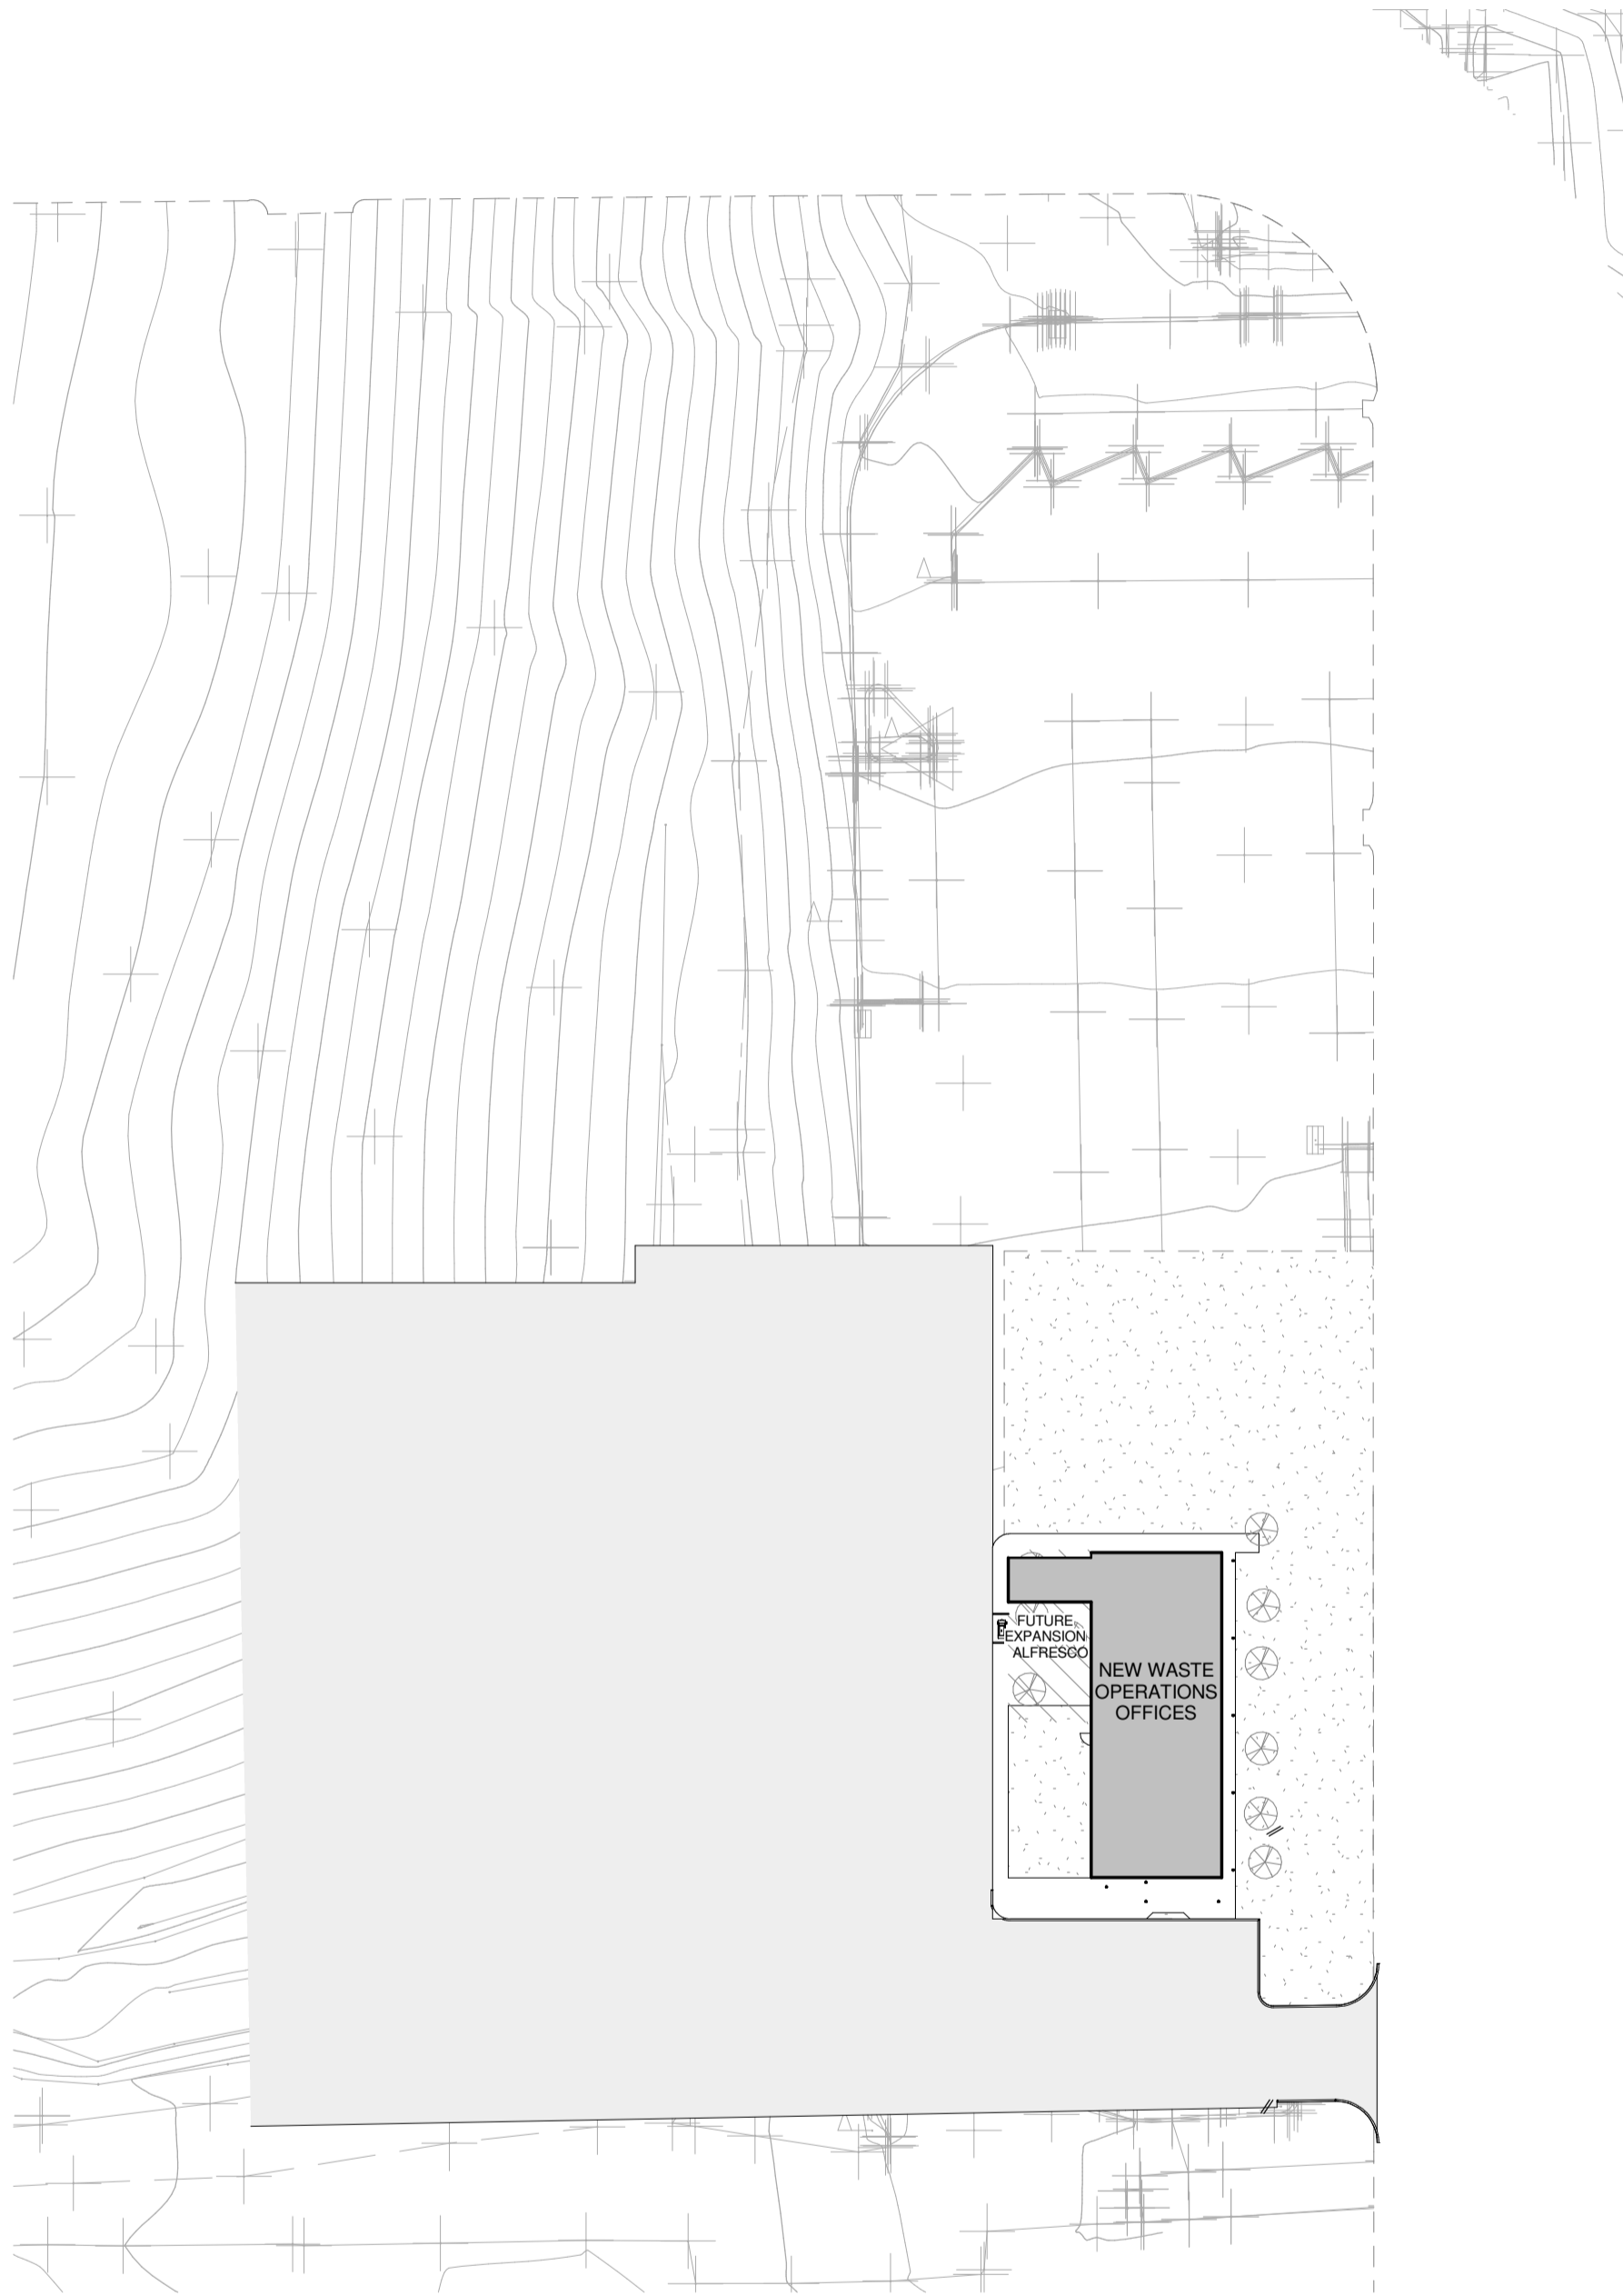 FUTURE
EXPANSION
ALFRESCO
NEW WASTE
OPERATIONS
OFFICES